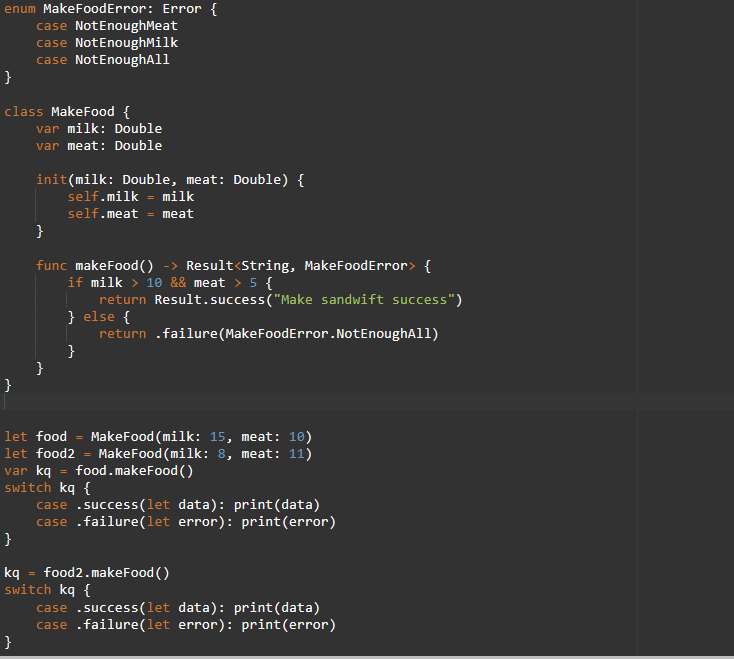 enum MakeFoodError: Error {
    case NotEnoughMeat
    case NotEnoughMilk
    case NotEnoughAll
}

class MakeFood {
    var milk: Double
    var meat: Double

    init(milk: Double, meat: Double) {
        self.milk = milk
        self.meat = meat
    }

    func makeFood() -> Result<String, MakeFoodError> {
        if milk > 10 && meat > 5 {
            return Result.success("Make sandwift success")
        } else {
            return .failure(MakeFoodError.NotEnoughAll)
        }
    }
}

let food = MakeFood(milk: 15, meat: 10)
let food2 = MakeFood(milk: 8, meat: 11)
var kq = food.makeFood()
switch kq {
    case .success(let data): print(data)
    case .failure(let error): print(error)
}

kq = food2.makeFood()
switch kq {
    case .success(let data): print(data)
    case .failure(let error): print(error)
}